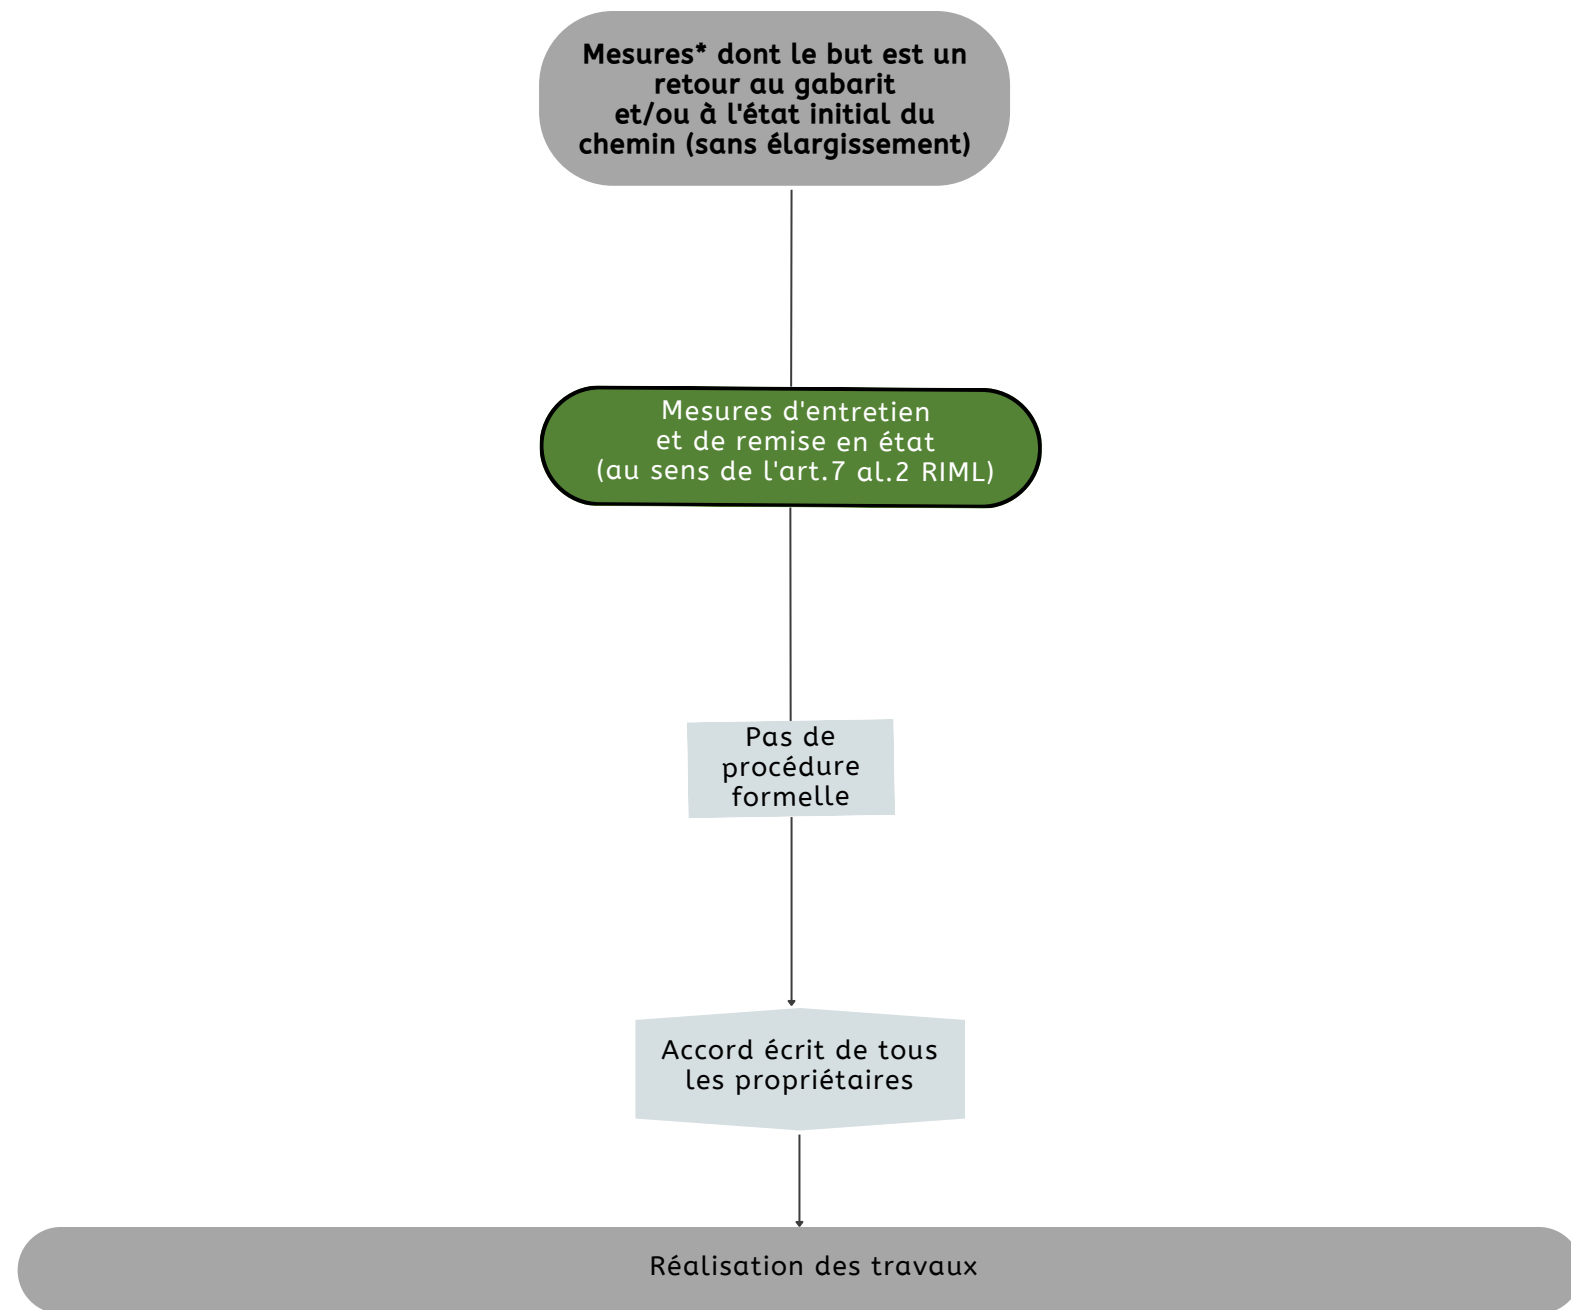 Mesures* dont le but est un
retour au gabarit
et/ou à l'état initial du
chemin (sans élargissement)
Mesures d'entretien
et de remise en état
(au sens de l'art.7 al.2 RIML)
Pas de
procédure
formelle
Accord écrit de tous
les propriétaires
Réalisation des travaux